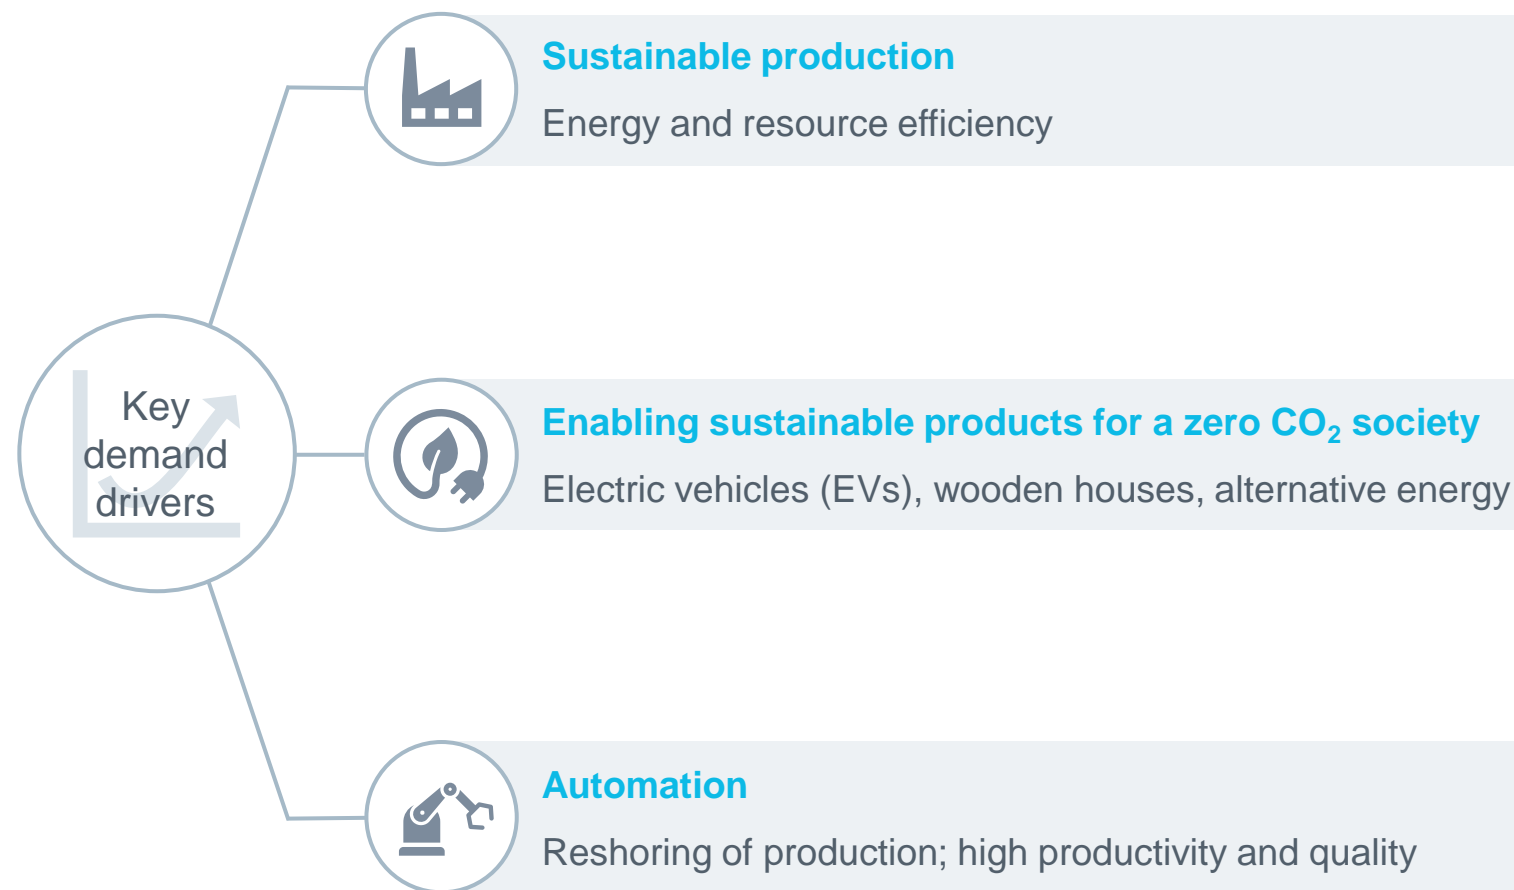 Sustainable production
Energy and resource efficiency
Key
demand
drivers
Enabling sustainable products for a zero CO₂ society
Electric vehicles (EVs), wooden houses, alternative energy
Automation
Reshoring of production; high productivity and quality